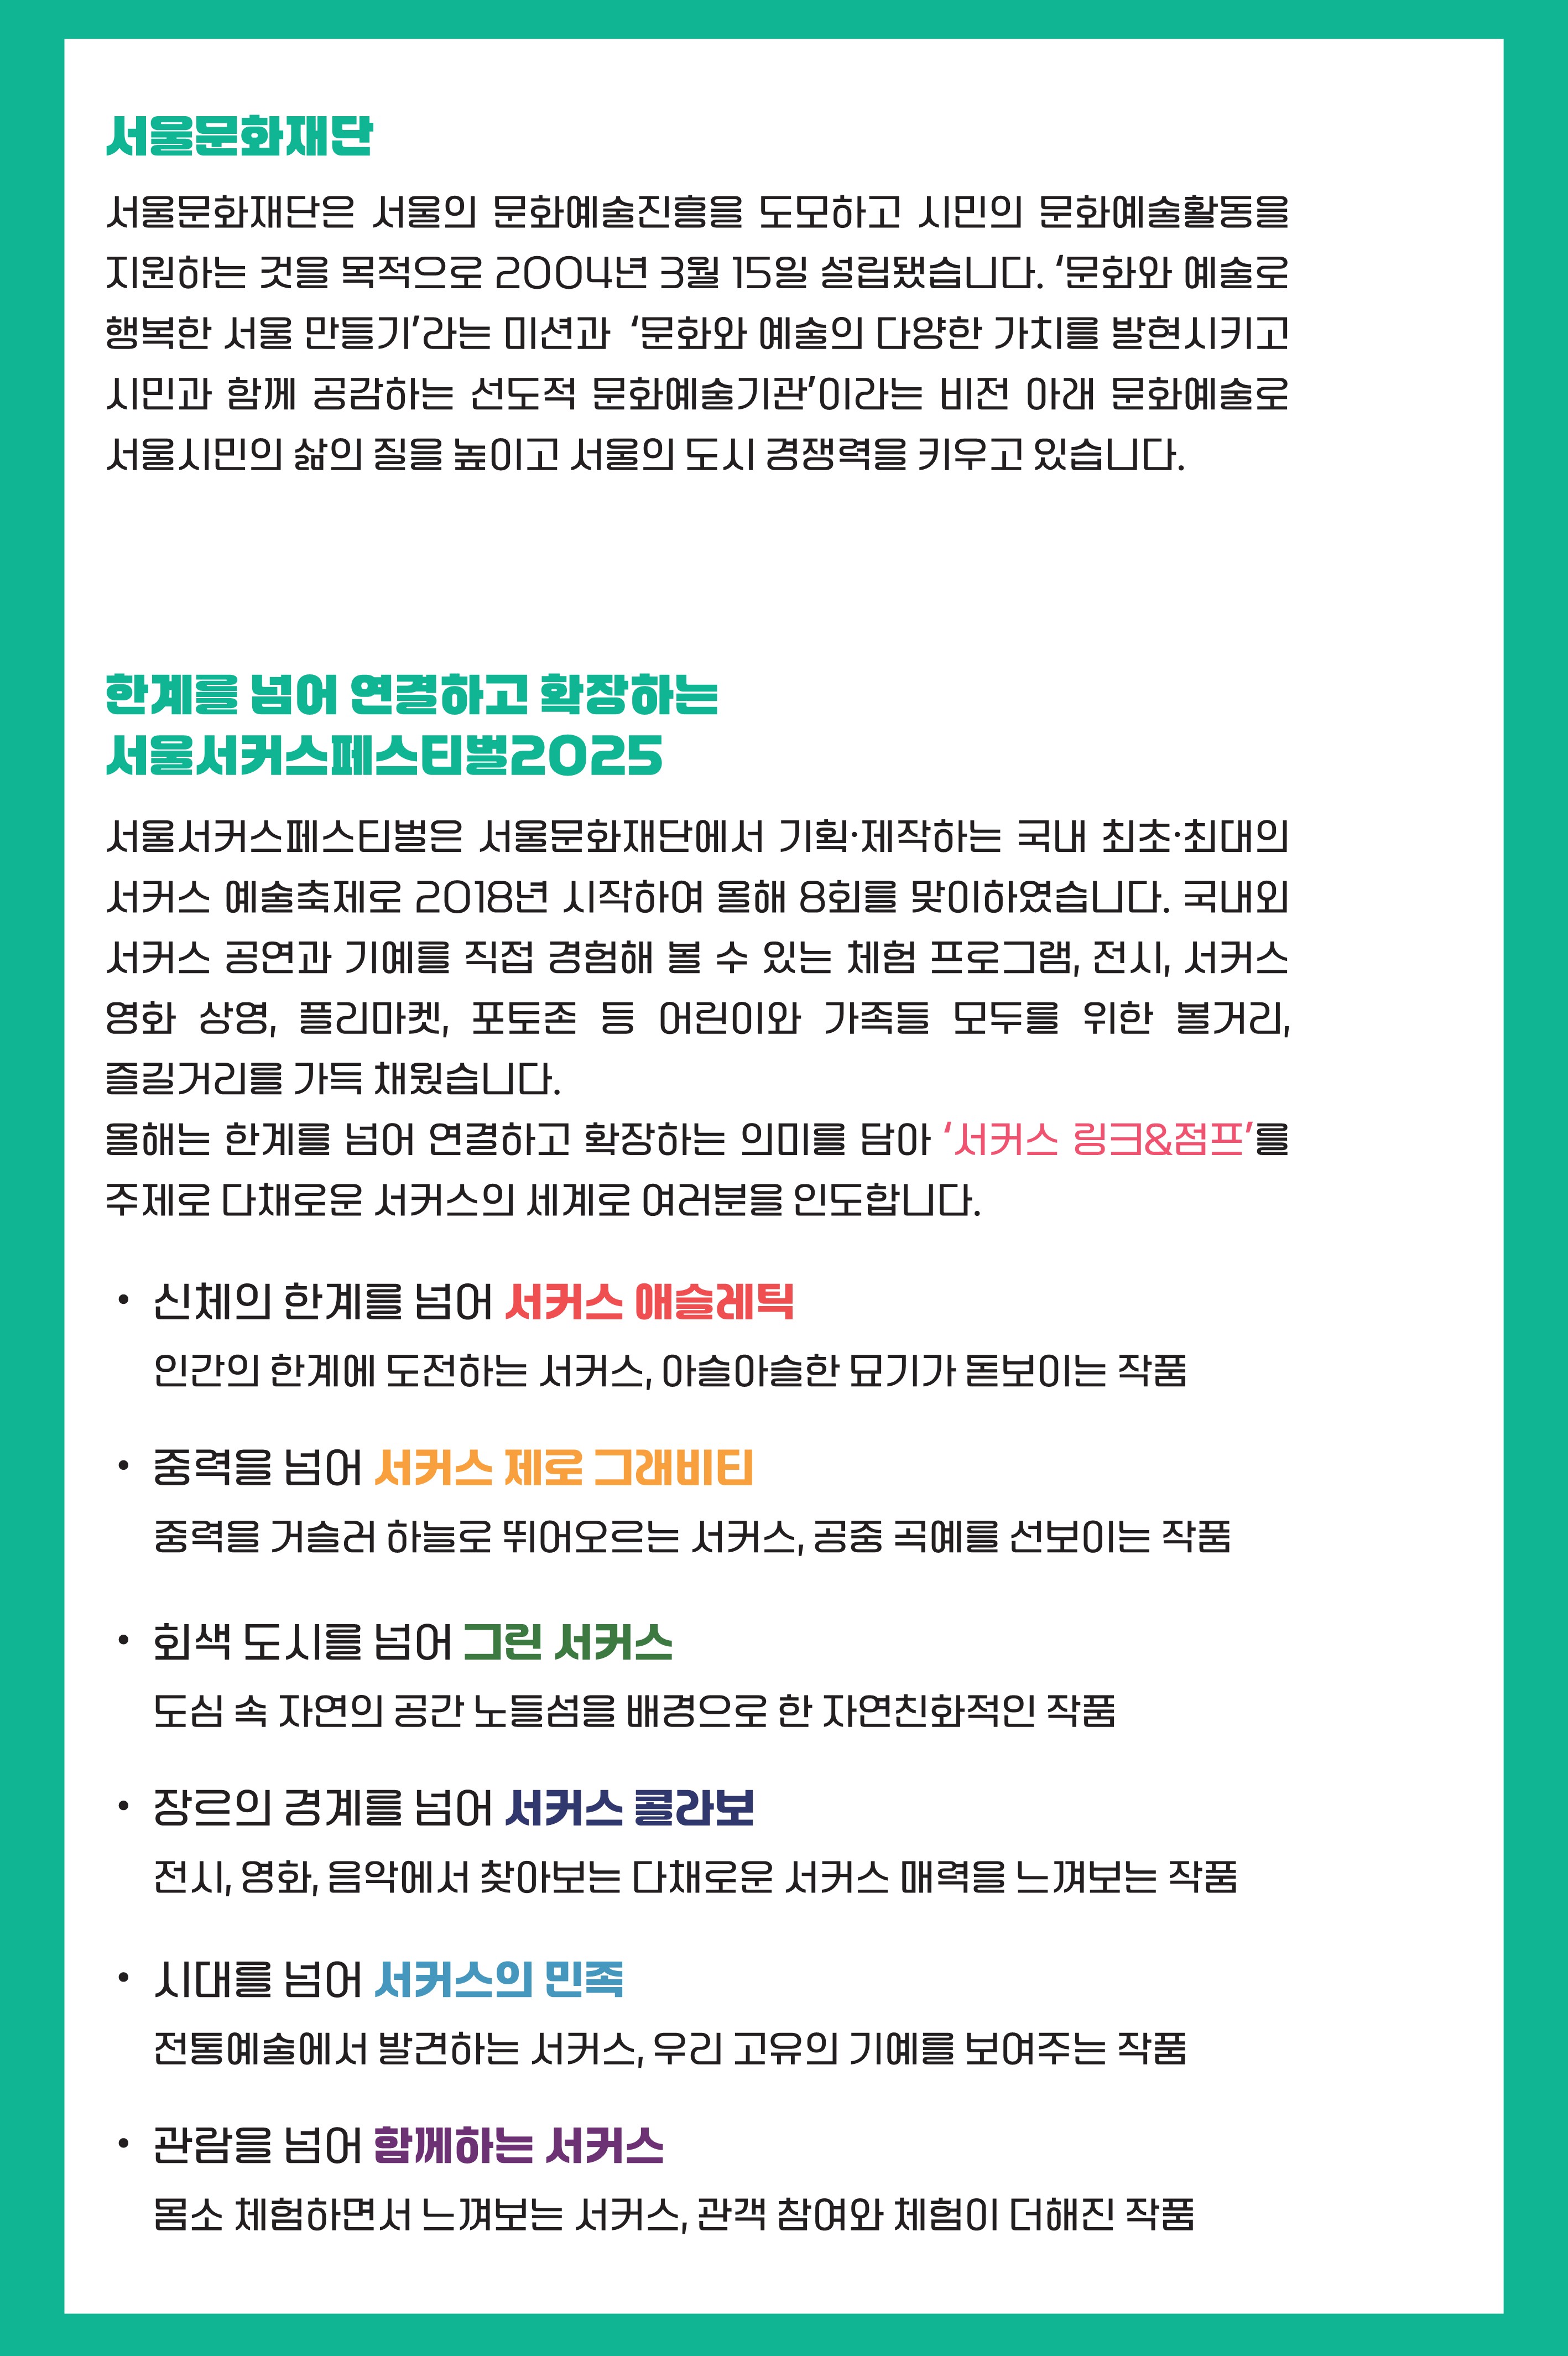 서울문화재단
서울문화재단은 서울의 문화예술진흥을 도모하고 시민의 문화예술활동을
지원하는 것을 목적으로 2004년 3월 15일 설립됐습니다. ‘문화와 예술로
행복한 서울 만들기’라는 미션과 ‘문화와 예술의 다양한 가치를 발현시키고
시민과 함께 공감하는 선도적 문화예술기관’이라는 비전 아래 문화예술로
서울시민의 삶의 질을 높이고 서울의 도시 경쟁력을 키우고 있습니다.
한계를 넘어 연결하고 확장하는
서울서커스페스티벌2025
서울서커스페스티벌은 서울문화재단에서 기획·제작하는 국내 최초·최대의
서커스 예술축제로 2018년 시작하여 올해 8회를 맞이하였습니다. 국내외
서커스 공연과 기예를 직접 경험해 볼 수 있는 체험 프로그램, 전시, 서커스
영화 상영, 플리마켓, 포토존 등 어린이와 가족들 모두를 위한 볼거리,
즐길거리를 가득 채웠습니다.
올해는 한계를 넘어 연결하고 확장하는 의미를 담아 ‘서커스 링크&점프’를
주제로 다채로운 서커스의 세계로 여러분을 인도합니다.
• 신체의 한계를 넘어 서커스 애슬레틱
인간의 한계에 도전하는 서커스, 아슬아슬한 묘기가 돋보이는 작품
• 중력을 넘어 서커스 제로 그래비티
중력을 거슬러 하늘로 뛰어오르는 서커스, 공중 곡예를 선보이는 작품
• 회색 도시를 넘어 그린 서커스
도심 속 자연의 공간 노들섬을 배경으로 한 자연친화적인 작품
• 장르의 경계를 넘어 서커스 콜라보
전시, 영화, 음악에서 찾아보는 다채로운 서커스 매력을 느껴보는 작품
• 시대를 넘어 서커스의 민족
전통예술에서 발견하는 서커스, 우리 고유의 기예를 보여주는 작품
• 관람을 넘어 함께하는 서커스
몸소 체험하면서 느껴보는 서커스, 관객 참여와 체험이 더해진 작품